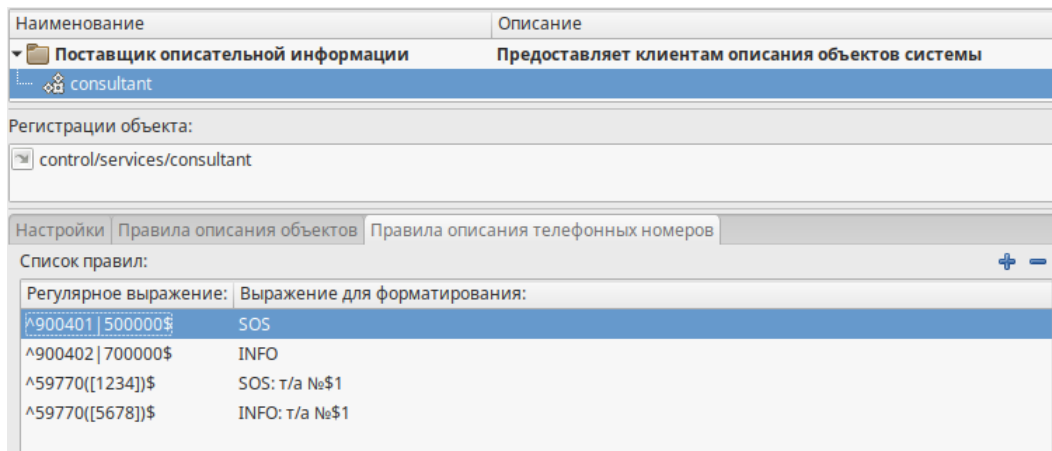 Наименование Описание
Поставщик описательной информации Предоставляет клиентам описания объектов системы
consultant
Регистрации объекта:
control/services/consultant
Настройки Правила описания объектов Правила описания телефонных номеров
Список правил:
Регулярное выражение: Выражение для форматирования:
^900401|500000$ SOS
^900402|700000$ INFO
^59770([1234])$ SOS: т/а №$1
^59770([5678])$ INFO: т/а №$1